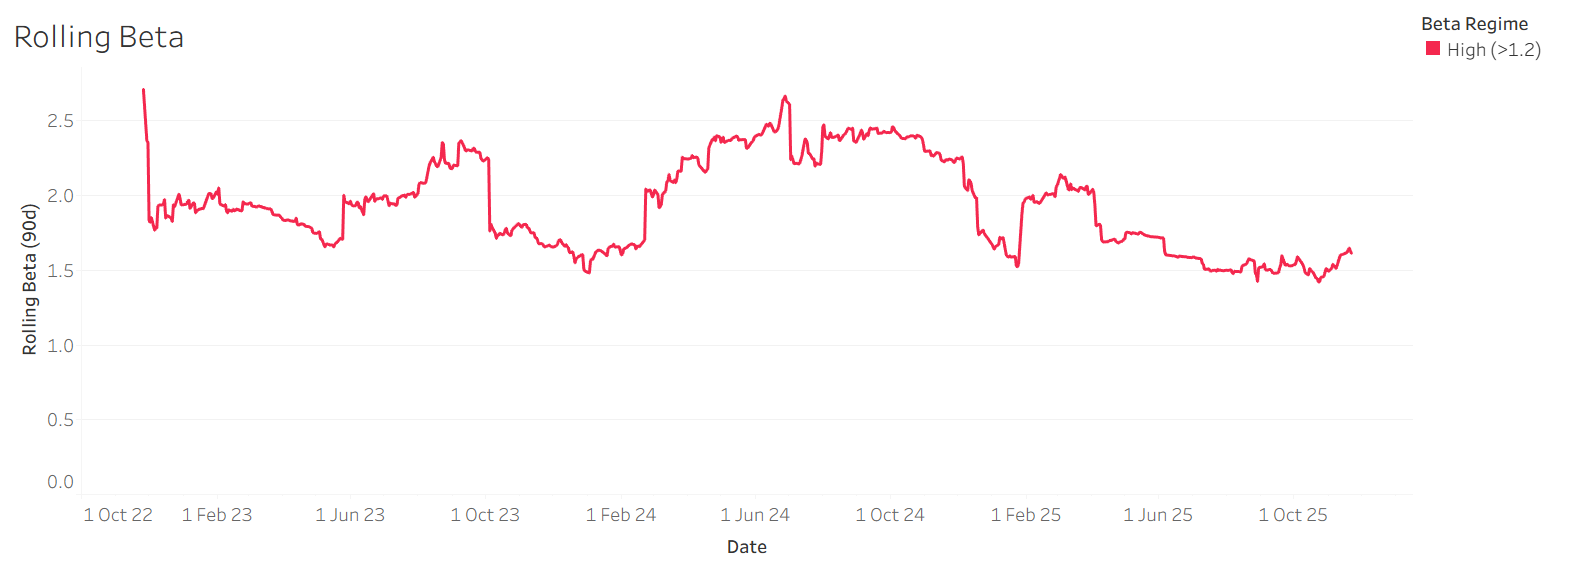 Rolling Beta
Beta Regime
High (>1.2)
Rolling Beta (90d)
2.5
2.0
1.5
1.0
0.5
0.0
1 Oct 22 1 Feb 23 1 Jun 23 1 Oct 23 1 Feb 24 1 Jun 24 1 Oct 24 1 Feb 25 1 Jun 25 1 Oct 25
Date